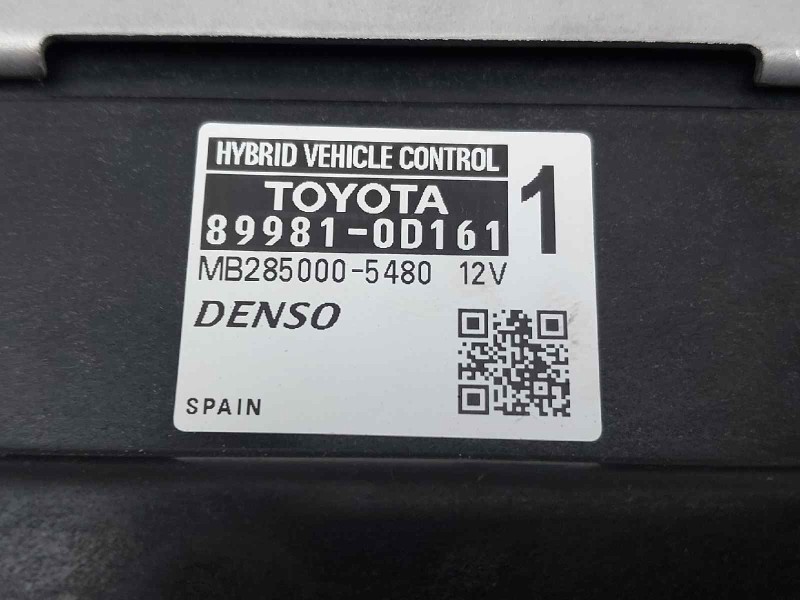 HYBRID VEHICLE CONTROL
1
TOYOTA
89981-0D161
MB285000-5480 12V
DENSO
SPAIN